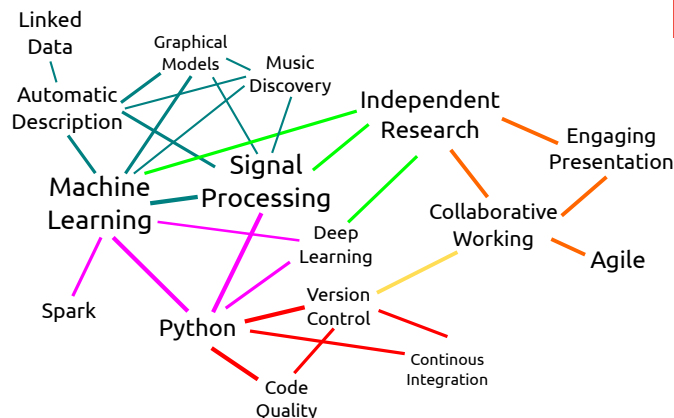 Linked
Data
Graphical
Models
Music
Discovery
Automatic
Description
Independent
Research
Engaging
Presentation
Signal
Processing
Machine
Learning
Collaborative
Working
Deep
Learning
Agile
Spark
Version
Control
Python
Continous
Integration
Code
Quality